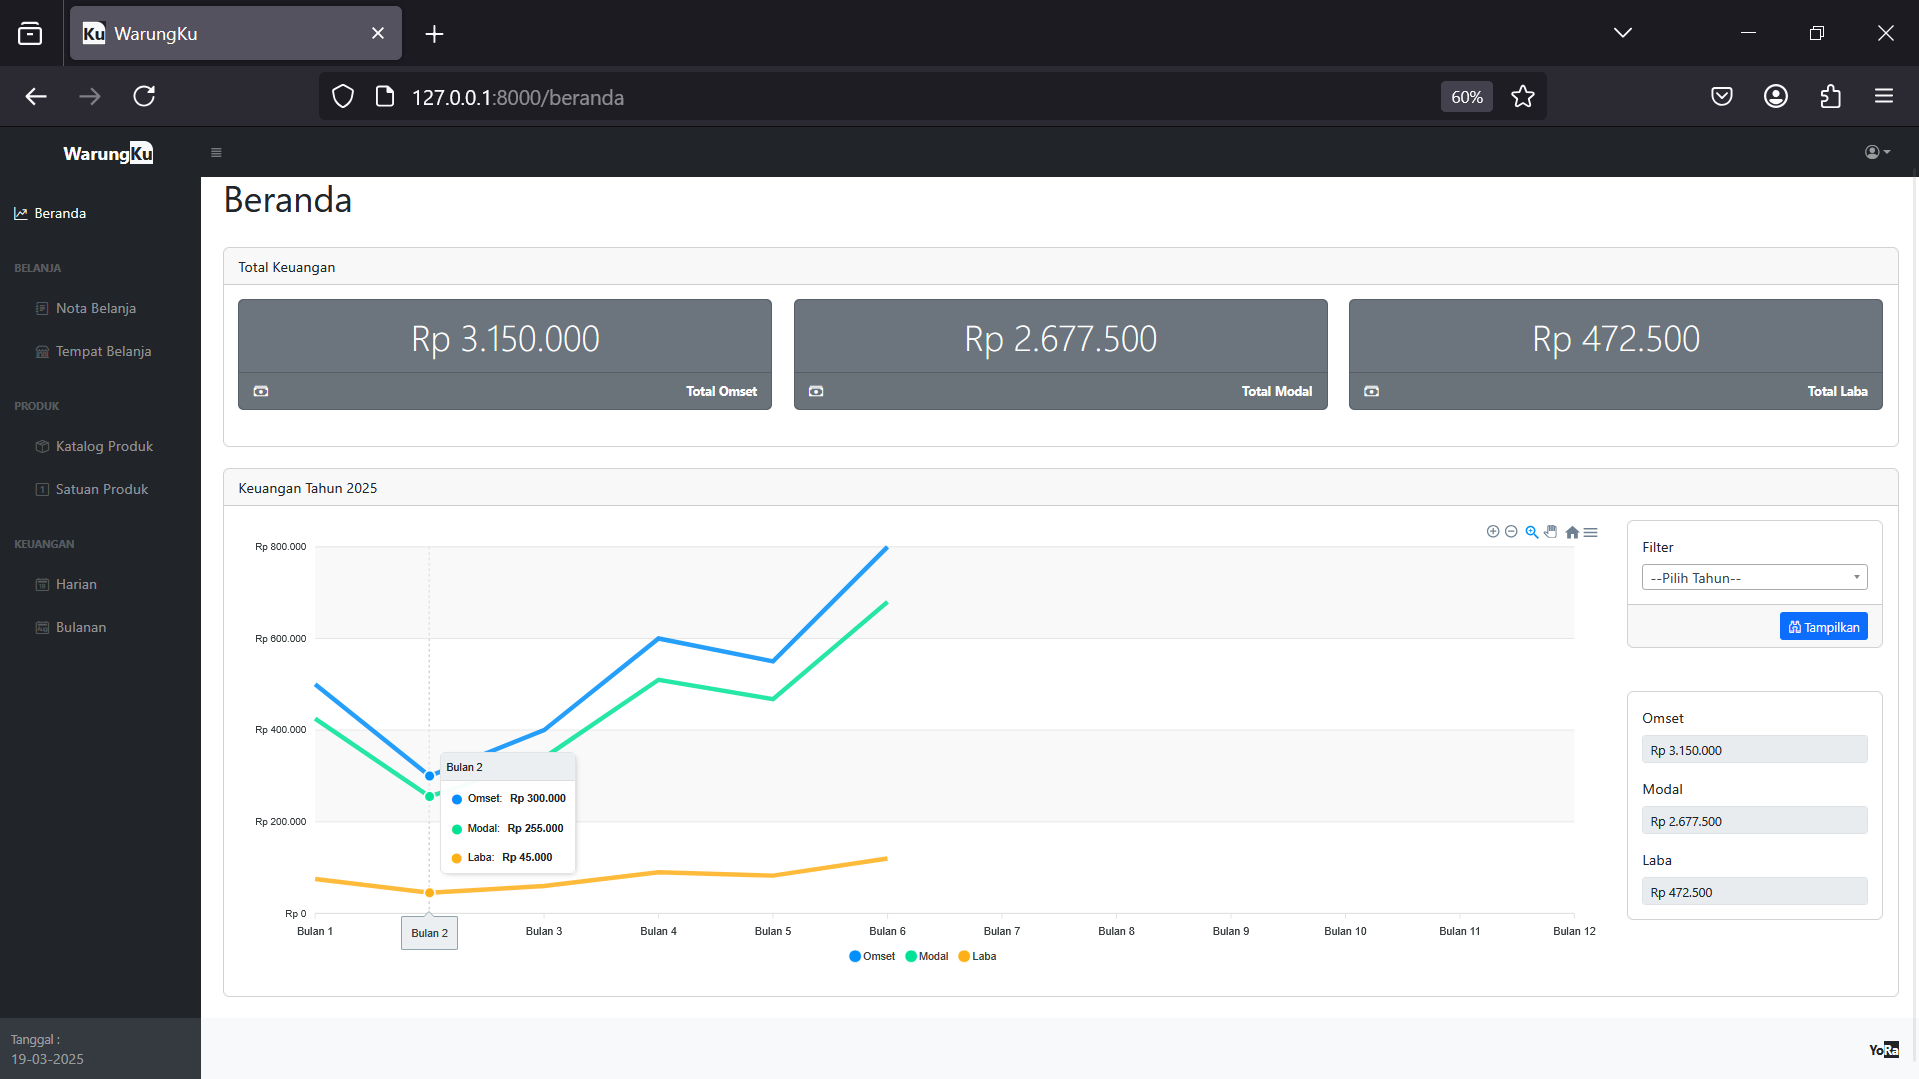 Ku WarungKu
127.0.0.1:8000/beranda
60%
WarungKu
Beranda
BELANJA
Nota Belanja
Tempat Belanja
PRODUK
Katalog Produk
Satuan Produk
KEUANGAN
Harian
Bulanan
Tanggal :
19-03-2025
Beranda
Total Keuangan
Rp 3.150.000
Total Omset
Rp 2.677.500
Total Modal
Rp 472.500
Total Laba
Keuangan Tahun 2025
Rp 800.000
Rp 600.000
Rp 400.000
Rp 200.000
Rp 0
Bulan 2
Omset: Rp 300.000
Modal: Rp 255.000
Laba: Rp 45.000
Bulan 1 Bulan 2 Bulan 3 Bulan 4 Bulan 5 Bulan 6 Bulan 7 Bulan 8 Bulan 9 Bulan 10 Bulan 11 Bulan 12
Omset Modal Laba
Filter
--Pilih Tahun--
Tampilkan
Omset
Rp 3.150.000
Modal
Rp 2.677.500
Laba
Rp 472.500
YoRa